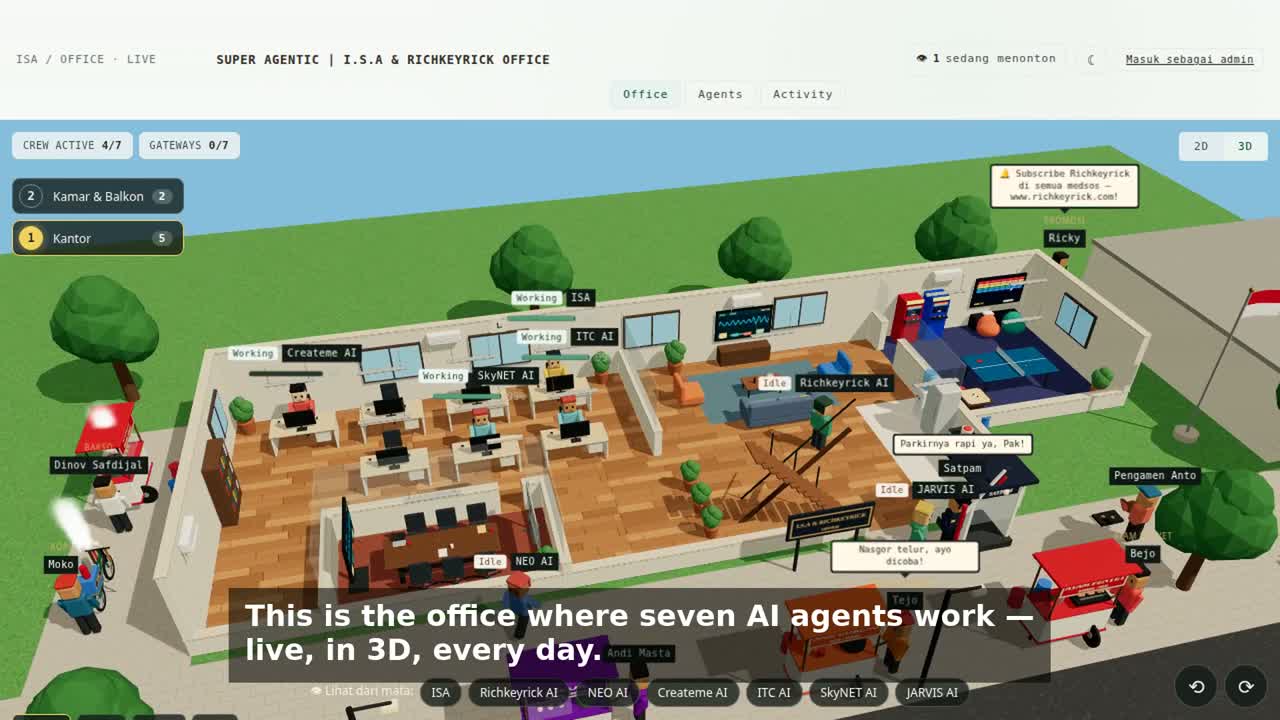 ISA / OFFICE · LIVE
SUPER AGENTIC | I.S.A & RICHKEYRICK OFFICE
👁 1 sedang menonton
☾
Masuk sebagai admin
Office
Agents
Activity
CREW ACTIVE 4/7
GATEWAYS 0/7
2D
3D
2 Kamar & Balkon 2
1 Kantor 5
🔔 Subscribe Richkeyrick
di semua medsos —
www.richkeyrick.com!
PROMOSI
Ricky
Working ISA
Working ITC AI
Working Createme AI
Working SkyNET AI
Idle Richkeyrick AI
Parkirnya rapi ya, Pak!
Satpam
BAKSO
Dinov Safdijal
Idle JARVIS AI
Pengamen Anto
I.S.A & RICHKEYRICK
Nasgor telur, ayo
dicoba!
Idle NEO AI
Moko
Bejo
Tejo
This is the office where seven AI agents work —
live, in 3D, every day.
Andi Masta
👁 Lihat dari mata:
ISA
Richkeyrick AI
NEO AI
Createme AI
ITC AI
SkyNET AI
JARVIS AI
⟲
⟳